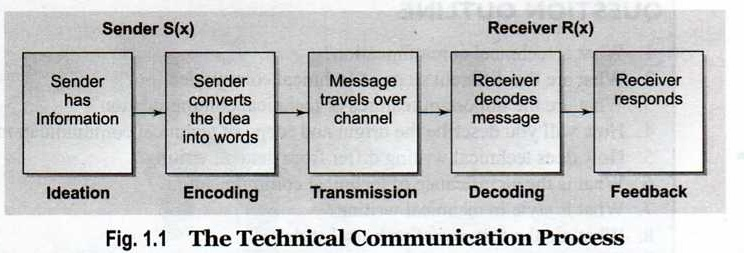 Sender S(x)
Receiver R(x)
Sender
has
Information
Sender
converts
the Idea
into words
Message
travels over
channel
Receiver
decodes
message
Receiver
responds
Ideation
Encoding
Transmission
Decoding
Feedback
Fig. 1.1 The Technical Communication Process